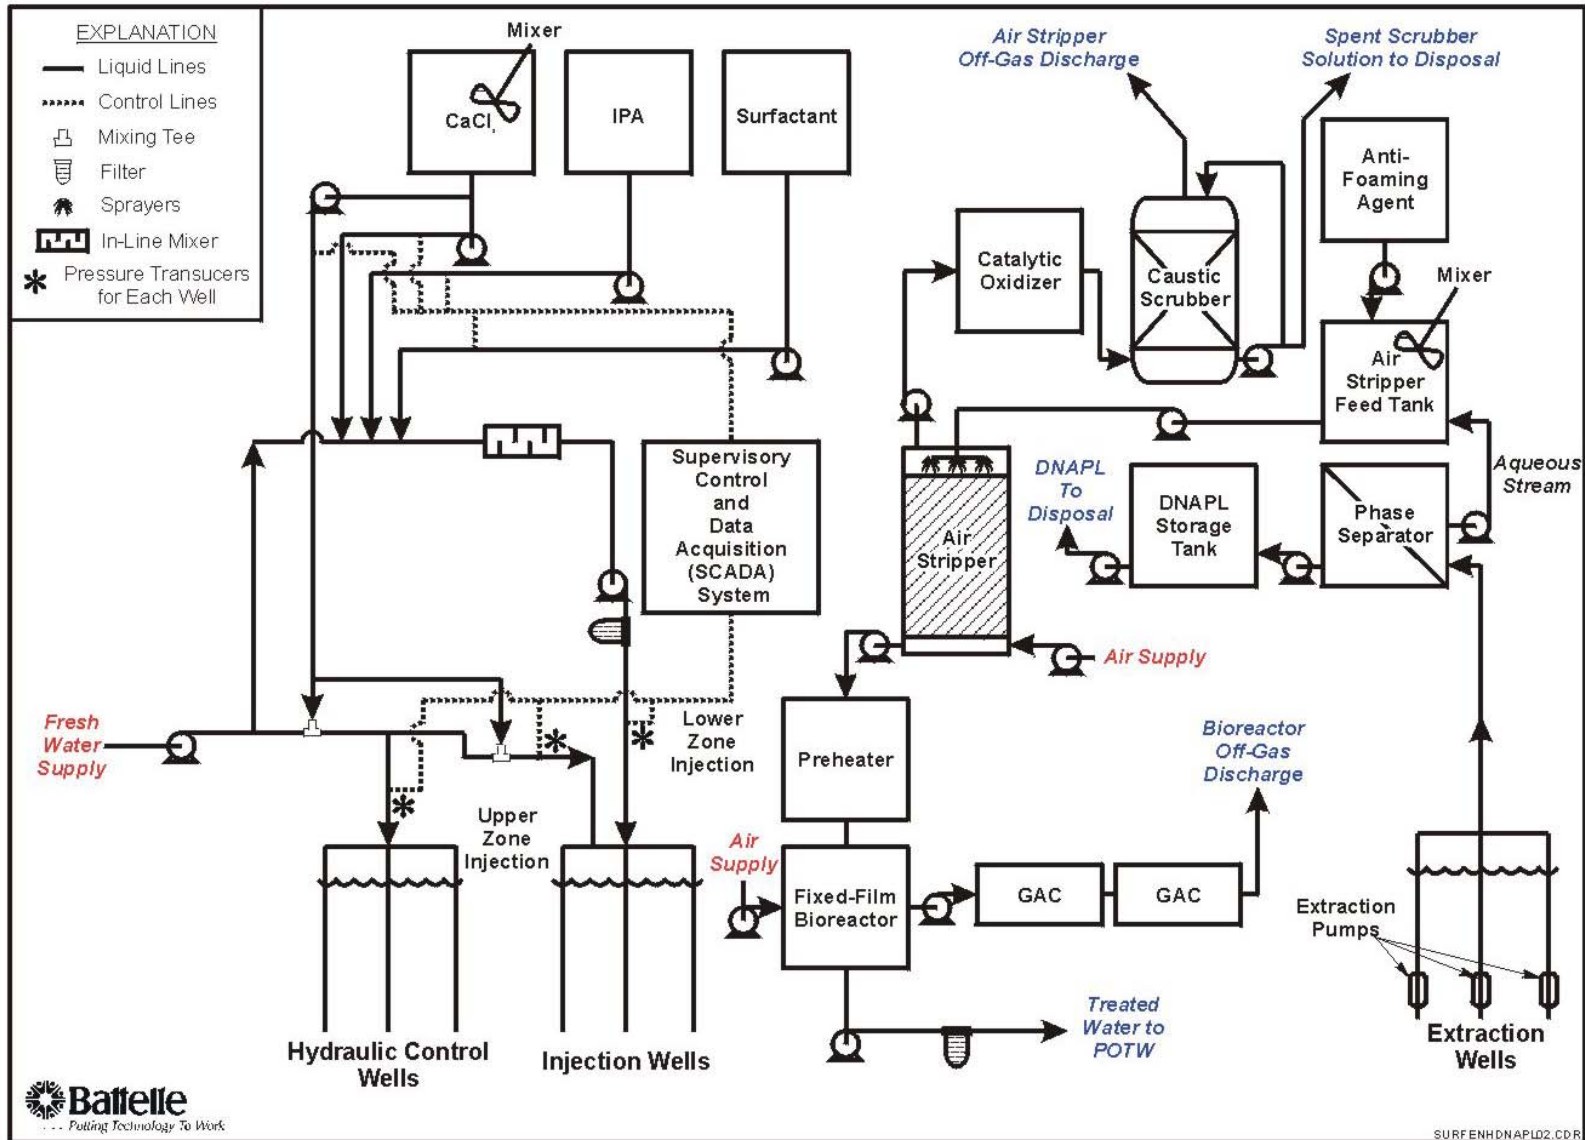 EXPLANATION
Liquid Lines
Control Lines
Mixing Tee
Filter
Sprayers
In-Line Mixer
Pressure Transucers
for Each Well
Mixer
CaCl₂
IPA
Surfactant
Air Stripper
Off-Gas Discharge
Spent Scrubber
Solution to Disposal
Anti-
Foaming
Agent
Catalytic
Oxidizer
Caustic
Scrubber
Mixer
Air
Stripper
Feed Tank
Supervisory
Control
and
Data
Acquisition
(SCADA)
System
DNAPL
To
Disposal
DNAPL
Storage
Tank
Phase
Separator
Aqueous
Stream
Air
Stripper
Air Supply
Fresh
Water
Supply
Lower
Zone
Injection
Preheater
Bioreactor
Off-Gas
Discharge
Upper
Zone
Injection
Air
Supply
Fixed-Film
Bioreactor
GAC
GAC
Extraction
Pumps
Hydraulic Control
Wells
Injection Wells
Treated
Water to
POTW
Extraction
Wells
Battelle
. . . Putting Technology To Work
SURFENHDNAPL02.CDR